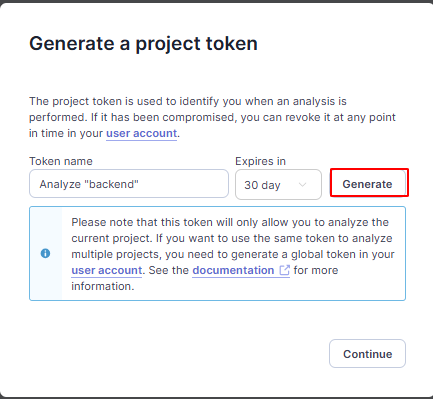 Generate a project token
The project token is used to identify you when an analysis is
performed. If it has been compromised, you can revoke it at any point
in time in your user account.
Token name
Expires in
Analyze "backend"
30 day
Generate
Please note that this token will only allow you to analyze the
current project. If you want to use the same token to analyze
multiple projects, you need to generate a global token in your
user account. See the documentation for more
information.
Continue